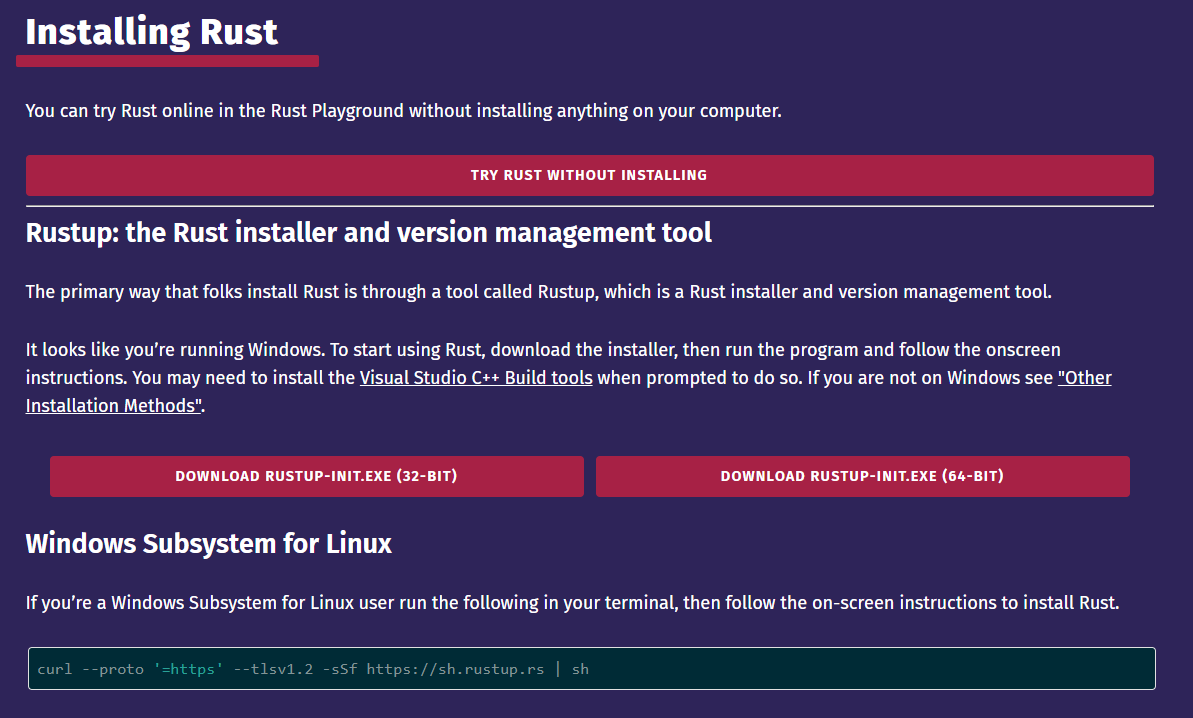 Installing Rust
You can try Rust online in the Rust Playground without installing anything on your computer.
TRY RUST WITHOUT INSTALLING
Rustup: the Rust installer and version management tool
The primary way that folks install Rust is through a tool called Rustup, which is a Rust installer and version management tool.
It looks like you’re running Windows. To start using Rust, download the installer, then run the program and follow the onscreen
instructions. You may need to install the Visual Studio C++ Build tools when prompted to do so. If you are not on Windows see "Other
Installation Methods".
DOWNLOAD RUSTUP-INIT.EXE (32-BIT)
DOWNLOAD RUSTUP-INIT.EXE (64-BIT)
Windows Subsystem for Linux
If you’re a Windows Subsystem for Linux user run the following in your terminal, then follow the on-screen instructions to install Rust.
curl --proto '=https' --tlsv1.2 -sSf https://sh.rustup.rs | sh